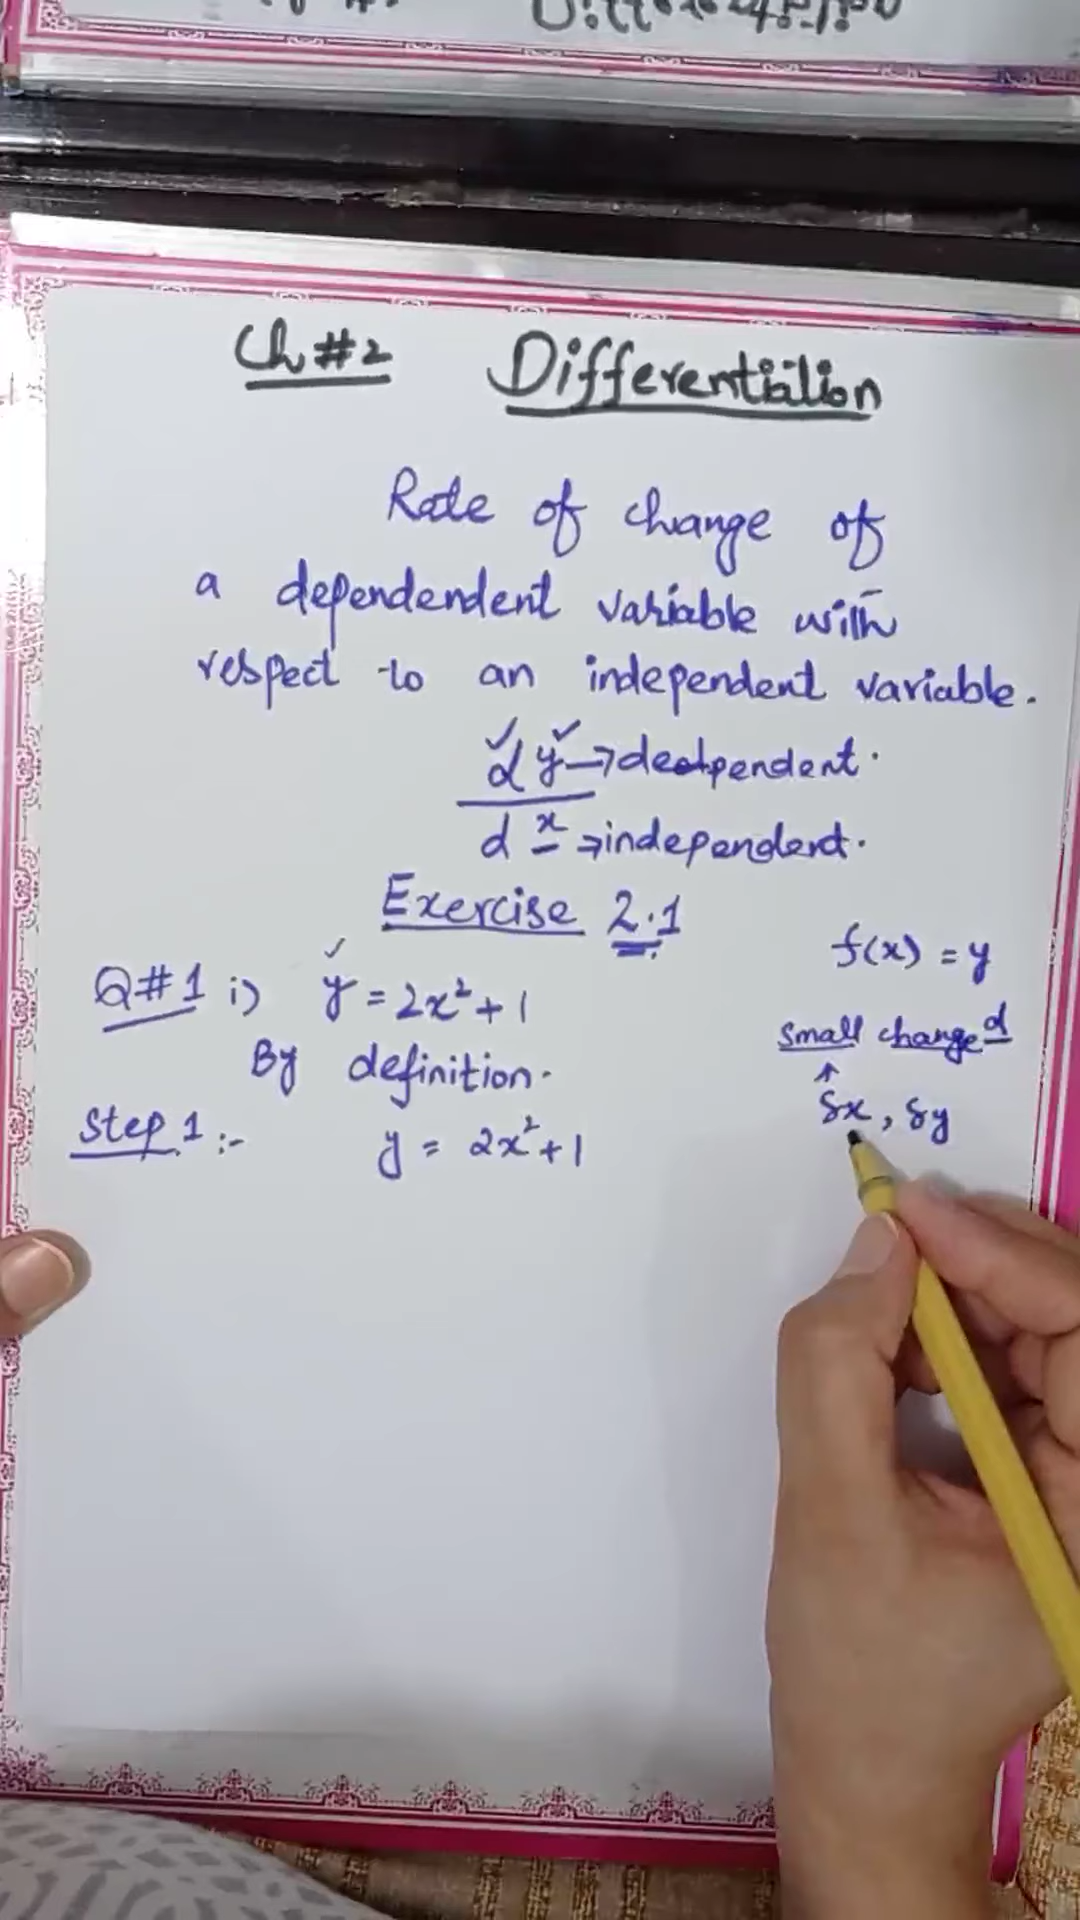 Ch #2 Differentiation
Rate of change of
a dependendent variable with
respect to an independent variable.
dy → dependent.
dx → independent.
Exercise 2.1
f(x) = y
Q#1 i) y = 2x² + 1
small change d
By definition.
δx, δy
Step 1 :- y = 2x² + 1